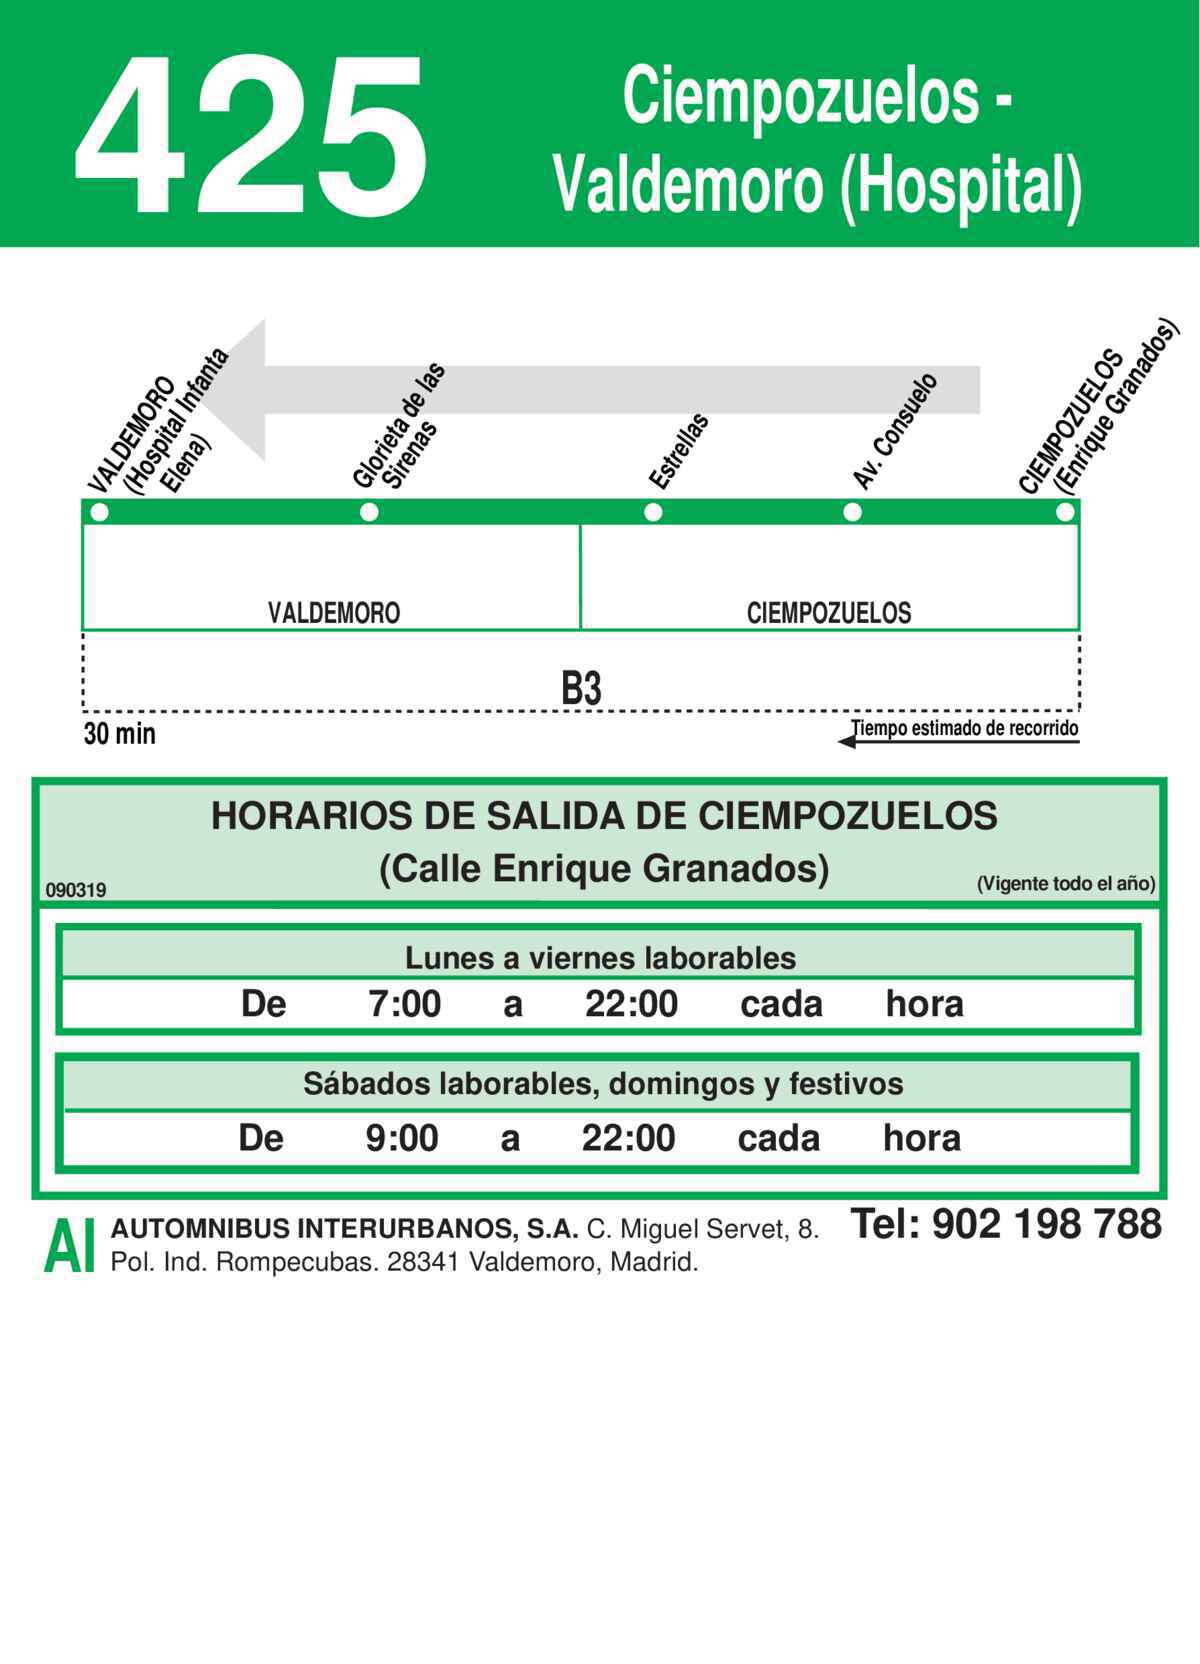 425
Ciempozuelos -
Valdemoro (Hospital)
VALDEMORO
(Hospital Infanta
Elena)
Glorieta de las
Sirenas
Estrellas
Av. Consuelo
CIEMPOZUELOS
(Enrique Granados)
VALDEMORO
CIEMPOZUELOS
B3
30 min
Tiempo estimado de recorrido
HORARIOS DE SALIDA DE CIEMPOZUELOS
(Calle Enrique Granados)
090319
(Vigente todo el año)
Lunes a viernes laborables
De 7:00 a 22:00 cada hora
Sábados laborables, domingos y festivos
De 9:00 a 22:00 cada hora
AI
AUTOMNIBUS INTERURBANOS, S.A. C. Miguel Servet, 8.
Pol. Ind. Rompecubas. 28341 Valdemoro, Madrid.
Tel: 902 198 788